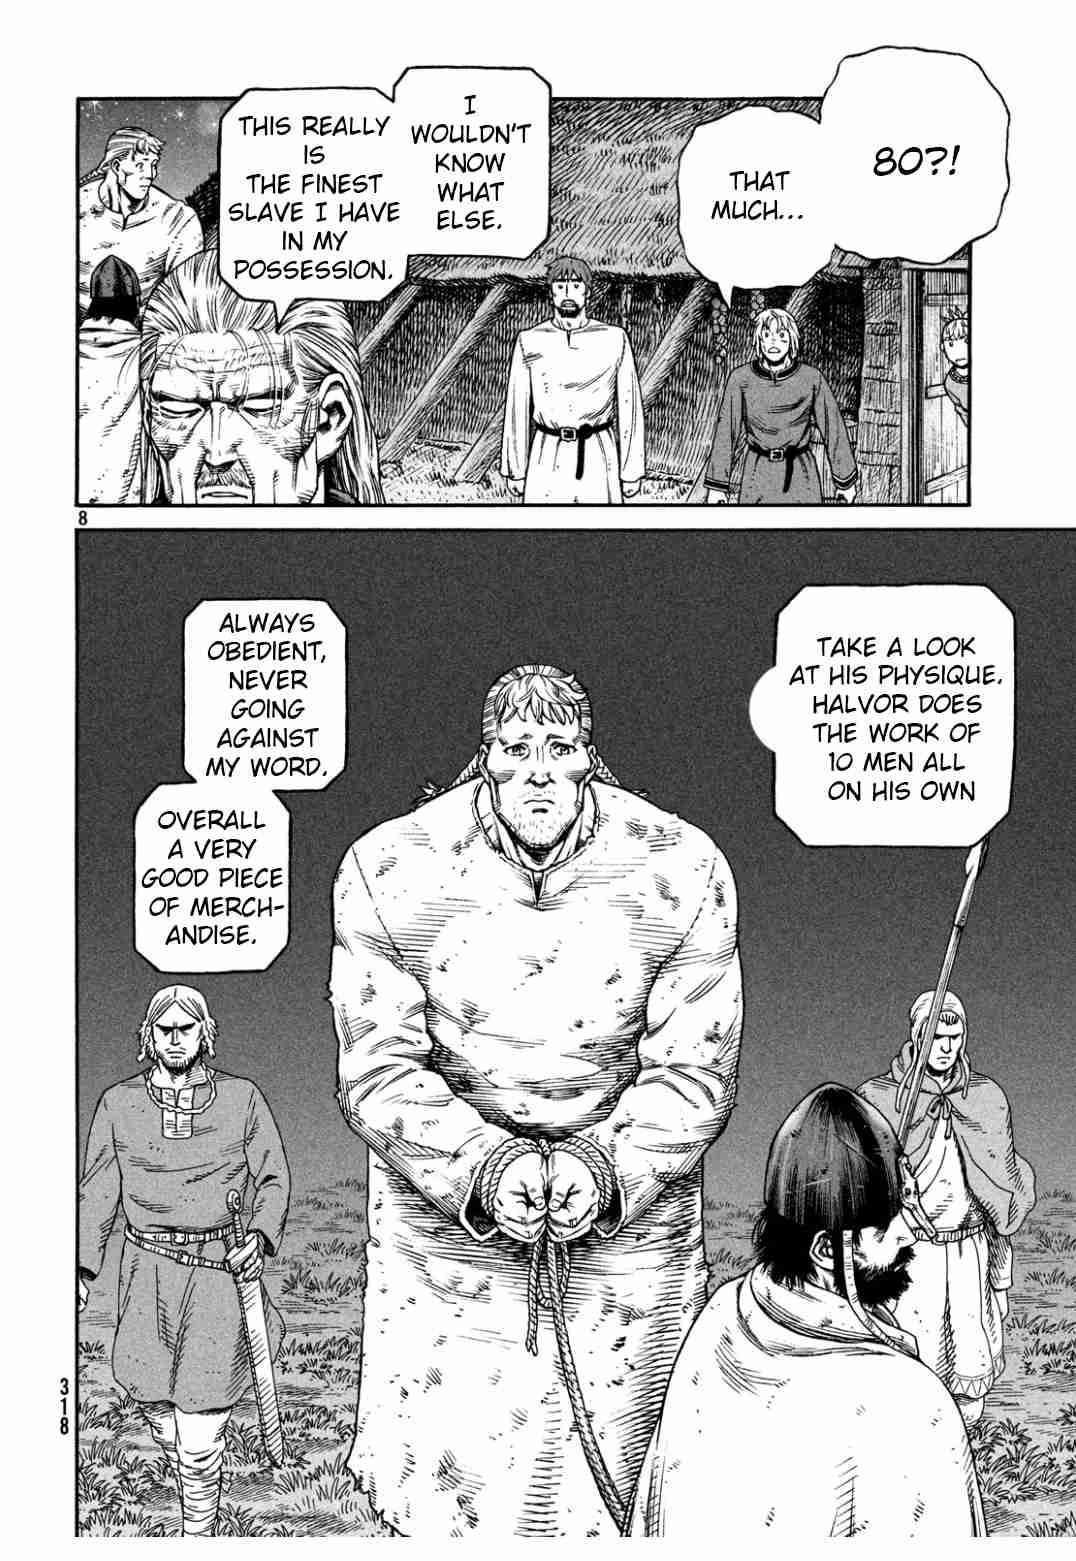 80?!
THAT
MUCH...
I
WOULDN'T
KNOW
WHAT
ELSE.
THIS REALLY
IS
THE FINEST
SLAVE I HAVE
IN MY
POSSESSION.
8
TAKE A LOOK
AT HIS PHYSIQUE.
HALVOR DOES
THE WORK OF
10 MEN ALL
ON HIS OWN
ALWAYS
OBEDIENT,
NEVER
GOING
AGAINST
MY WORD.
OVERALL
A VERY
GOOD PIECE
OF MERCH-
ANDISE.
318